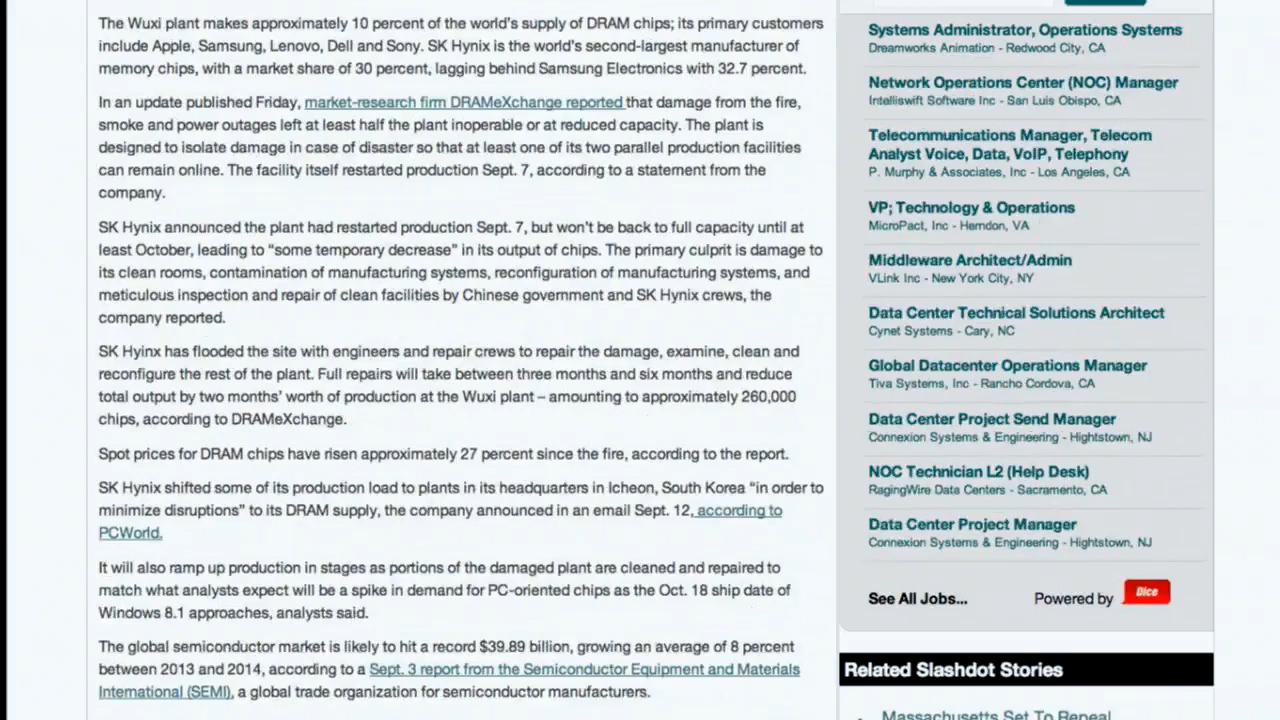 The Wuxi plant makes approximately 10 percent of the world's supply of DRAM chips; its primary customers
include Apple, Samsung, Lenovo, Dell and Sony. SK Hynix is the world's second-largest manufacturer of
memory chips, with a market share of 30 percent, lagging behind Samsung Electronics with 32.7 percent.
In an update published Friday, market-research firm DRAMeXchange reported that damage from the fire,
smoke and power outages left at least half the plant inoperable or at reduced capacity. The plant is
designed to isolate damage in case of disaster so that at least one of its two parallel production facilities
can remain online. The facility itself restarted production Sept. 7, according to a statement from the
company.
SK Hynix announced the plant had restarted production Sept. 7, but won't be back to full capacity until at
least October, leading to "some temporary decrease" in its output of chips. The primary culprit is damage to
its clean rooms, contamination of manufacturing systems, reconfiguration of manufacturing systems, and
meticulous inspection and repair of clean facilities by Chinese government and SK Hynix crews, the
company reported.
SK Hyinx has flooded the site with engineers and repair crews to repair the damage, examine, clean and
reconfigure the rest of the plant. Full repairs will take between three months and six months and reduce
total output by two months' worth of production at the Wuxi plant – amounting to approximately 260,000
chips, according to DRAMeXchange.
Spot prices for DRAM chips have risen approximately 27 percent since the fire, according to the report.
SK Hynix shifted some of its production load to plants in its headquarters in Icheon, South Korea "in order to
minimize disruptions" to its DRAM supply, the company announced in an email Sept. 12, according to
PCWorld.
It will also ramp up production in stages as portions of the damaged plant are cleaned and repaired to
match what analysts expect will be a spike in demand for PC-oriented chips as the Oct. 18 ship date of
Windows 8.1 approaches, analysts said.
The global semiconductor market is likely to hit a record $39.89 billion, growing an average of 8 percent
between 2013 and 2014, according to a Sept. 3 report from the Semiconductor Equipment and Materials
International (SEMI), a global trade organization for semiconductor manufacturers.
Systems Administrator, Operations Systems
Dreamworks Animation - Redwood City, CA
Network Operations Center (NOC) Manager
Intelliswift Software Inc - San Luis Obispo, CA
Telecommunications Manager, Telecom
Analyst Voice, Data, VoIP, Telephony
P. Murphy & Associates, Inc - Los Angeles, CA
VP; Technology & Operations
MicroPact, Inc - Herndon, VA
Middleware Architect/Admin
VLink Inc - New York City, NY
Data Center Technical Solutions Architect
Cynet Systems - Cary, NC
Global Datacenter Operations Manager
Tiva Systems, Inc - Rancho Cordova, CA
Data Center Project Send Manager
Connexion Systems & Engineering - Hightstown, NJ
NOC Technician L2 (Help Desk)
RagingWire Data Centers - Sacramento, CA
Data Center Project Manager
Connexion Systems & Engineering - Hightstown, NJ
See All Jobs... Powered by Dice
Related Slashdot Stories
Massachusetts Set To Repeal